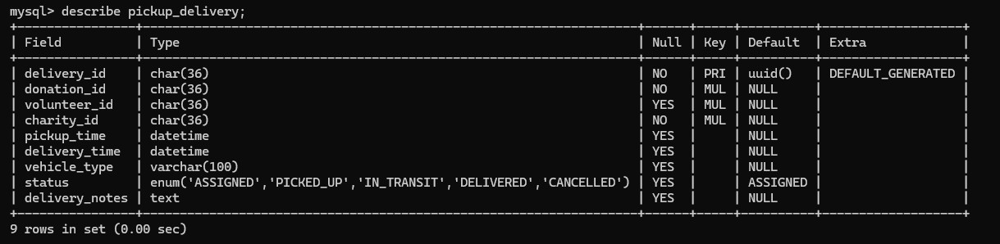 mysql> describe pickup_delivery;
+----------------+-------------------------------------------------------------------+------+-----+----------+-------------------+
| Field          | Type                                                              | Null | Key | Default  | Extra             |
+----------------+-------------------------------------------------------------------+------+-----+----------+-------------------+
| delivery_id    | char(36)                                                          | NO   | PRI | uuid()   | DEFAULT_GENERATED |
| donation_id    | char(36)                                                          | NO   | MUL | NULL     |                   |
| volunteer_id   | char(36)                                                          | YES  | MUL | NULL     |                   |
| charity_id     | char(36)                                                          | NO   | MUL | NULL     |                   |
| pickup_time    | datetime                                                          | YES  |     | NULL     |                   |
| delivery_time  | datetime                                                          | YES  |     | NULL     |                   |
| vehicle_type   | varchar(100)                                                      | YES  |     | NULL     |                   |
| status         | enum('ASSIGNED','PICKED_UP','IN_TRANSIT','DELIVERED','CANCELLED') | YES  |     | ASSIGNED |                   |
| delivery_notes | text                                                              | YES  |     | NULL     |                   |
+----------------+-------------------------------------------------------------------+------+-----+----------+-------------------+
9 rows in set (0.00 sec)